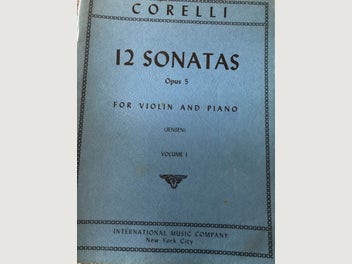 CORELLI
12 SONATAS
Opus 5
FOR VIOLIN AND PIANO
(JENSEN)
VOLUME I
INTERNATIONAL MUSIC COMPANY
New York City